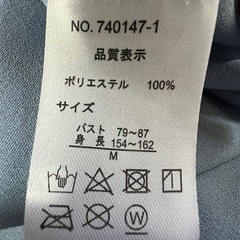 NO. 740147-1
品質表示
ポリエステル 100%
サイズ
バスト 79~87
身長 154~162
M
W